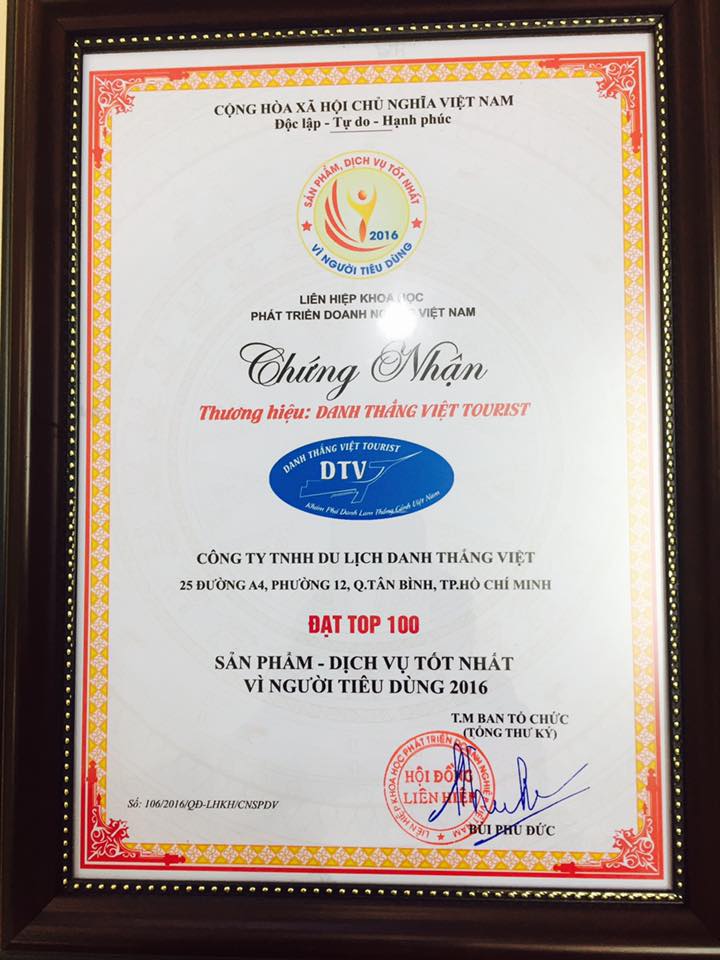 CỘNG HÒA XÃ HỘI CHỦ NGHĨA VIỆT NAM
Độc lập - Tự do - Hạnh phúc
SẢN PHẨM, DỊCH VỤ TỐT NHẤT
2016
VÌ NGƯỜI TIÊU DÙNG
LIÊN HIỆP KHOA HỌC
PHÁT TRIỂN DOANH VIỆT NAM
Chứng Nhận
Thương hiệu: DANH THẮNG VIỆT TOURIST
DANH THẮNG VIỆT TOURIST
DTV
Khám Phá Danh Lam Thắng Cảnh Việt Nam
CÔNG TY TNHH DU LỊCH DANH THẮNG VIỆT
25 ĐƯỜNG A4, PHƯỜNG 12, Q.TÂN BÌNH, TP.HỒ CHÍ MINH
ĐẠT TOP 100
SẢN PHẨM - DỊCH VỤ TỐT NHẤT
VÌ NGƯỜI TIÊU DÙNG 2016
T.M BAN TỔ CHỨC
(TỔNG THƯ KÝ)
LIÊN HIỆP KHOA HỌC PHÁT TRIỂN DOANH NGHIỆP VIỆT NAM
HỘI ĐỒNG
LIÊN HIỆP
Số: 106/2016/QĐ-LHKH/CNSPDV
BÙI PHÚ ĐỨC